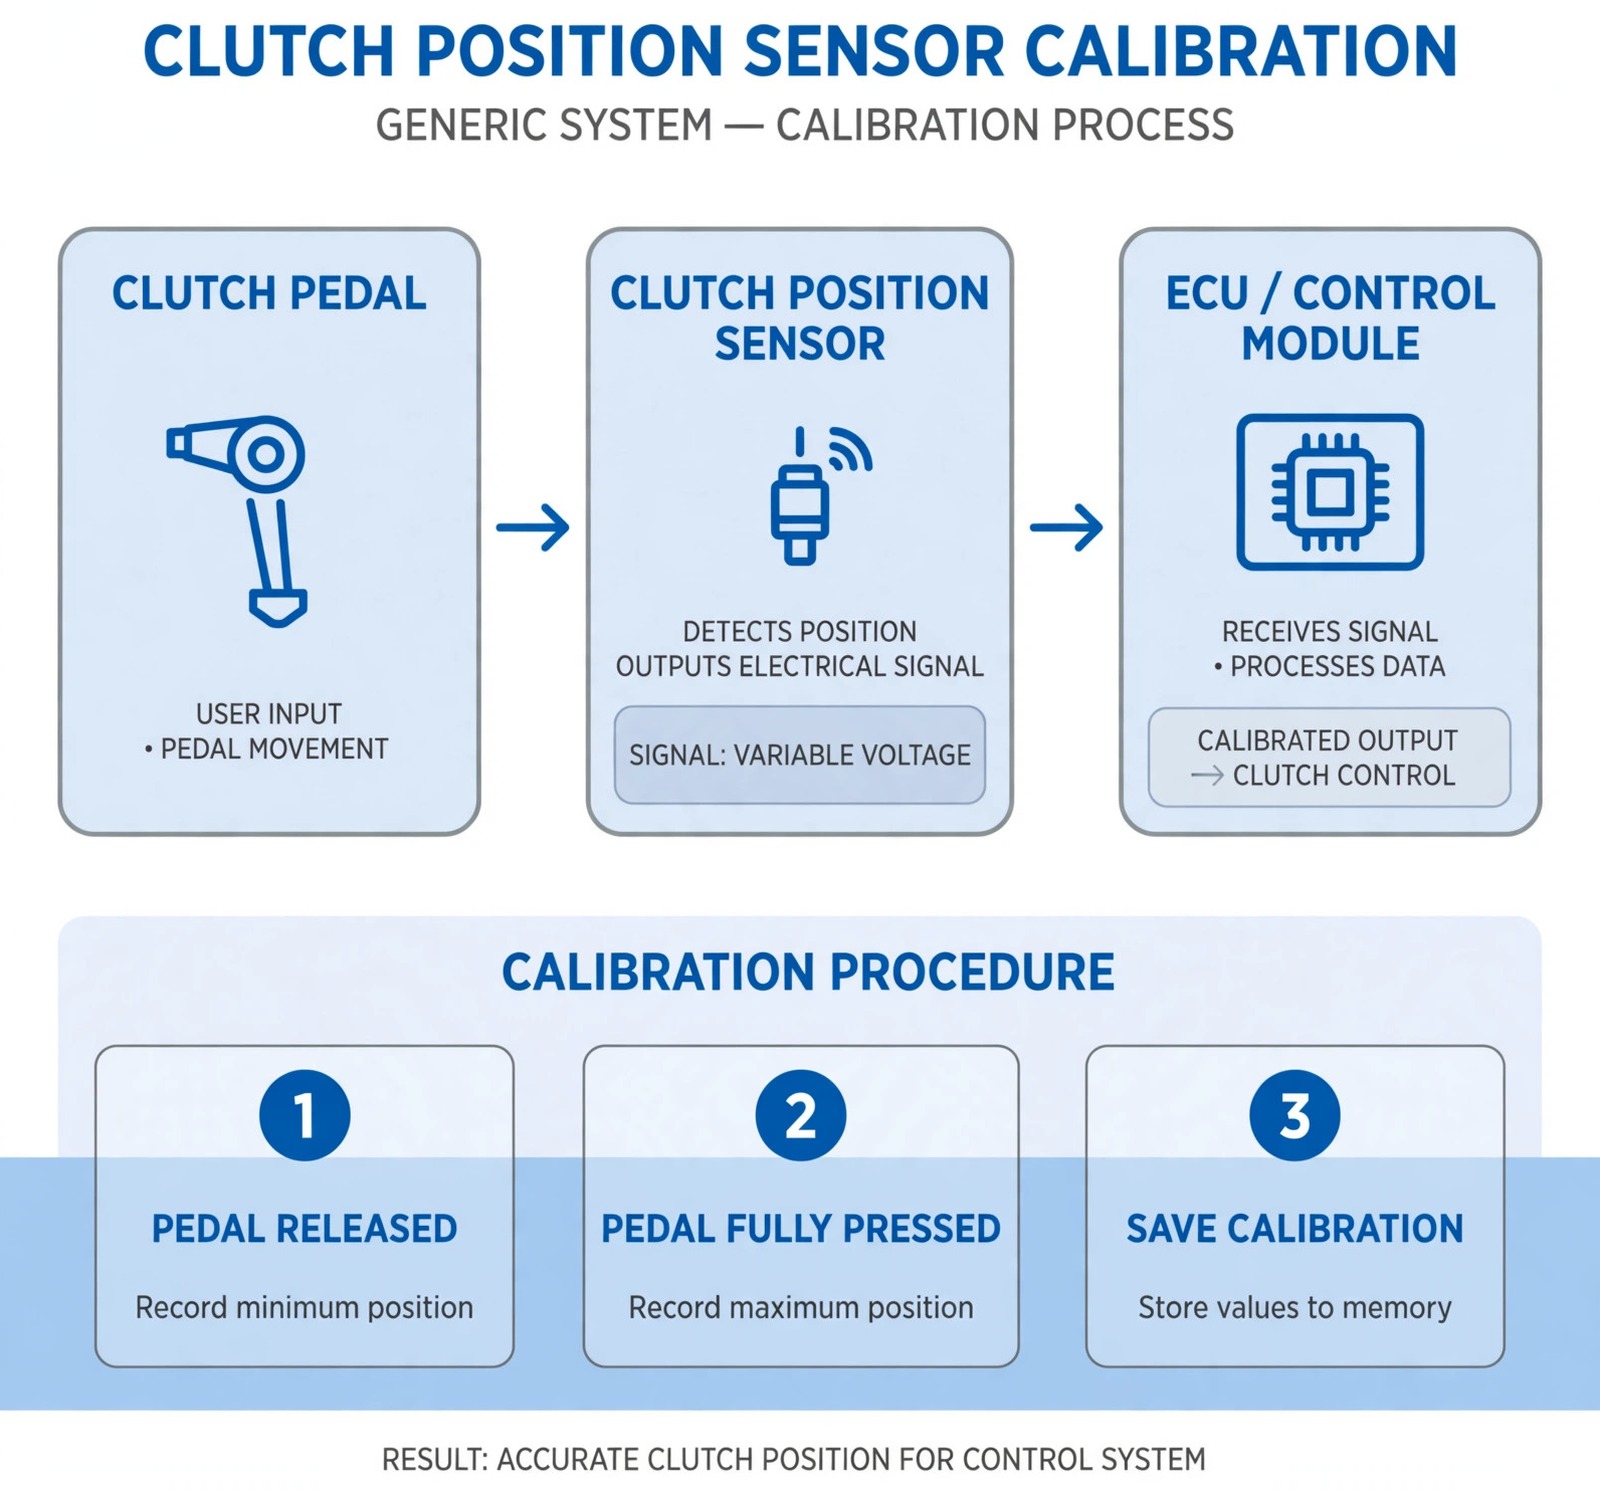 CLUTCH POSITION SENSOR CALIBRATION
GENERIC SYSTEM — CALIBRATION PROCESS
CLUTCH PEDAL
USER INPUT
• PEDAL MOVEMENT
CLUTCH POSITION
SENSOR
DETECTS POSITION
OUTPUTS ELECTRICAL SIGNAL
SIGNAL: VARIABLE VOLTAGE
ECU / CONTROL
MODULE
RECEIVES SIGNAL
• PROCESSES DATA
CALIBRATED OUTPUT
→ CLUTCH CONTROL
CALIBRATION PROCEDURE
1
PEDAL RELEASED
Record minimum position
2
PEDAL FULLY PRESSED
Record maximum position
3
SAVE CALIBRATION
Store values to memory
RESULT: ACCURATE CLUTCH POSITION FOR CONTROL SYSTEM